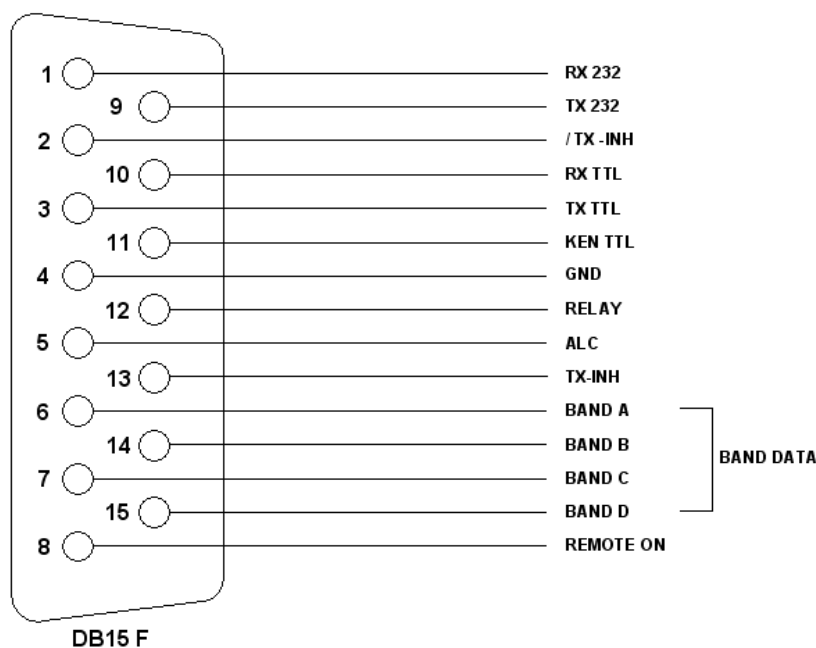 1 RX 232
9 TX 232
2 / TX -INH
10 RX TTL
3 TX TTL
11 KEN TTL
4 GND
12 RELAY
5 ALC
13 TX-INH
6 BAND A
14 BAND B
BAND DATA
7 BAND C
15 BAND D
8 REMOTE ON
DB15 F